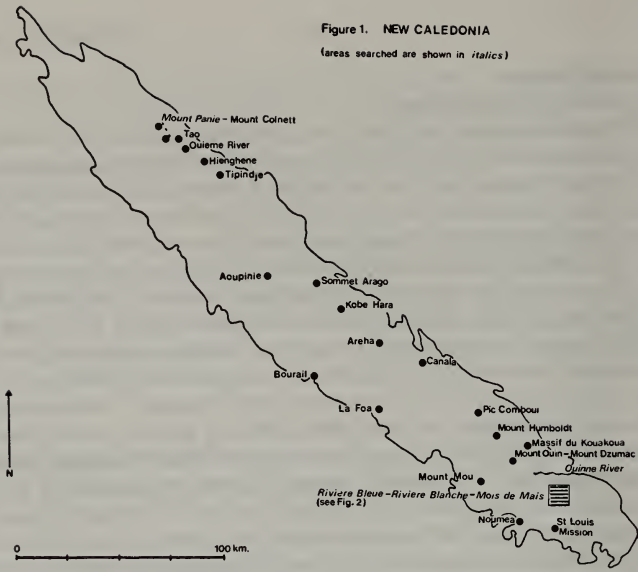 Figure 1. NEW CALEDONIA
(areas searched are shown in italics)
Mount Panie - Mount Colnett
Tao
Ouieme River
Hienghene
Tipindje
Aoupinie
Sommet Arago
Kobe Hara
Areha
Canala
Bourail
La Foa
Pic Comboui
Mount Humboldt
Massif du Kouakoua
Mount Ouin-Mount Dzumac
Ouinne River
Mount Mou
Riviere Bleue-Riviere Blanche-Mois de Mais
(see Fig. 2)
Noumea
St Louis
Mission
N
0 100 km.